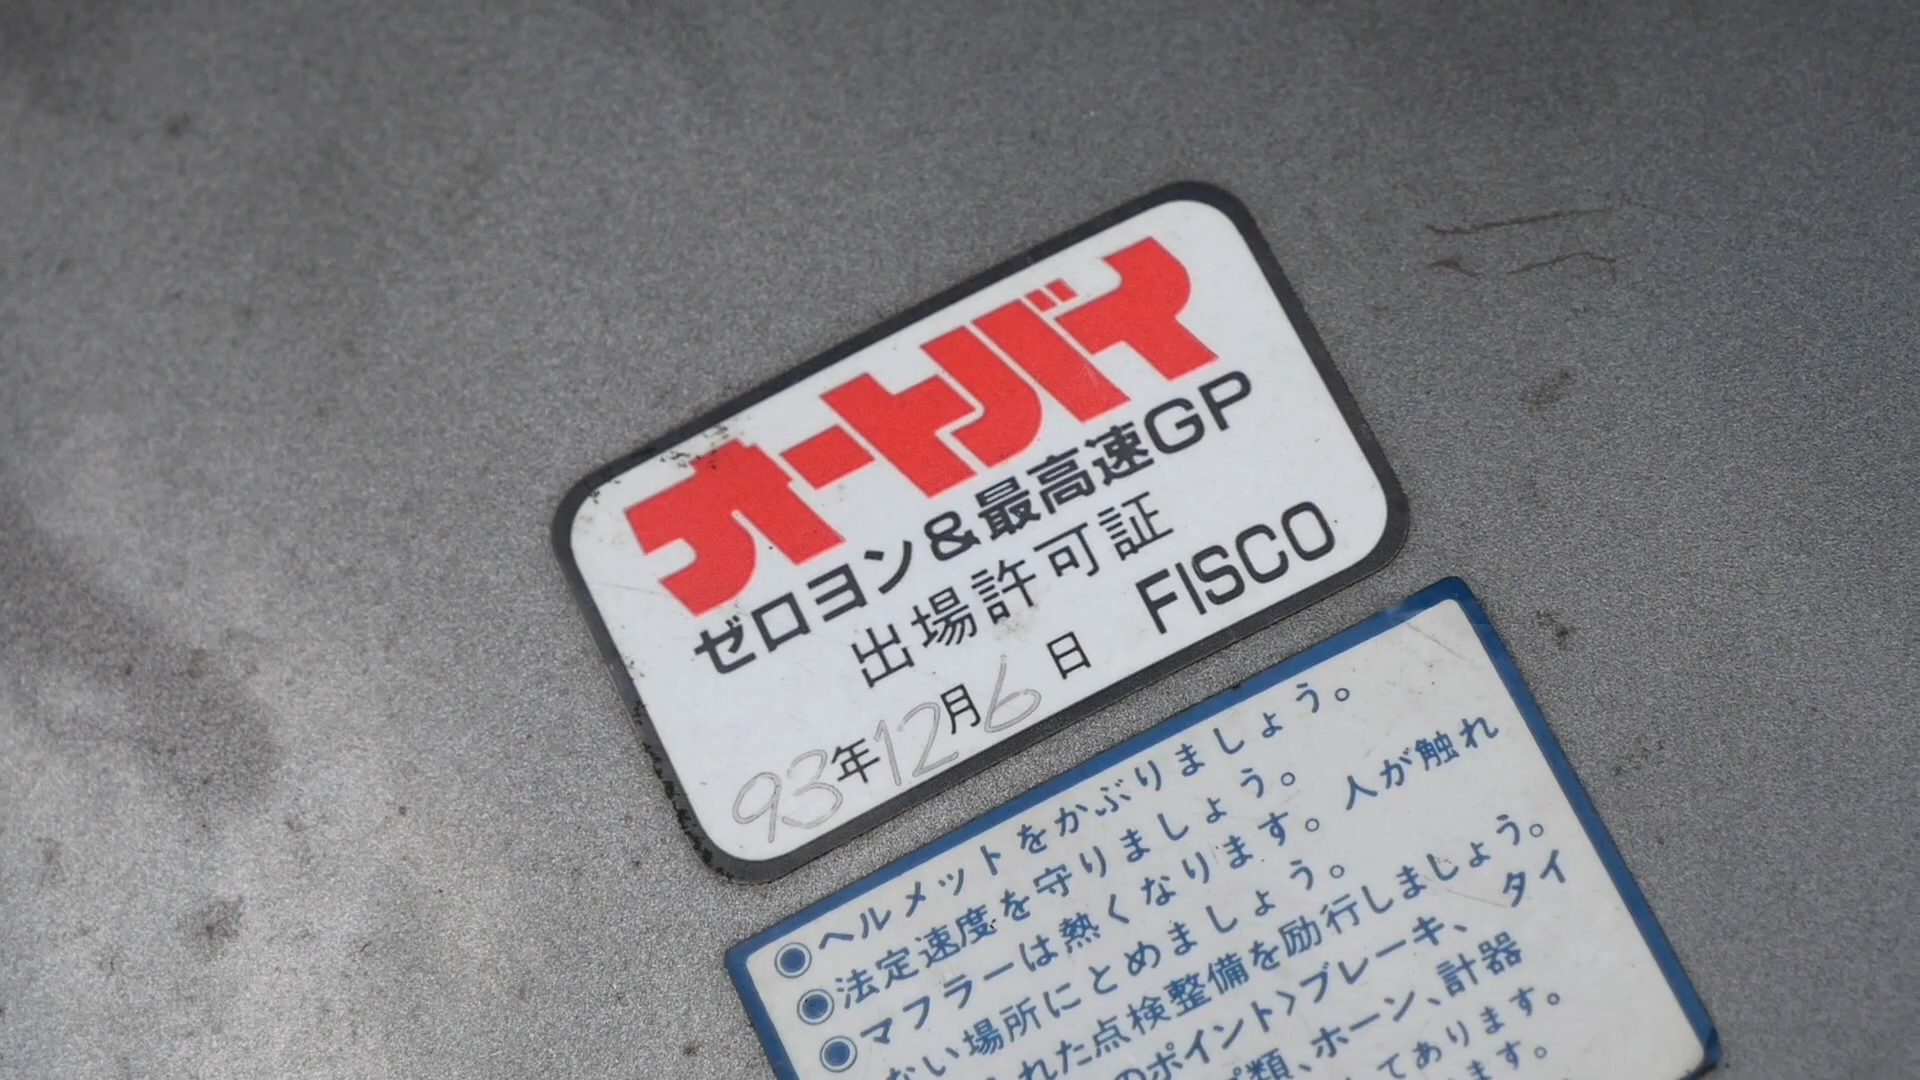 オートバイ
ゼロヨン&最高速GP
出場許可証
93年12月6日 FISCO
●ヘルメットをかぶりましょう。
●法定速度を守りましょう。
●マフラーは熱くなります。人が触れ
ない場所にとめましょう。
れた点検整備を励行しましょう。
のポイント〉ブレーキ、タイ
類、ホーン、計器
してあります。
ます。